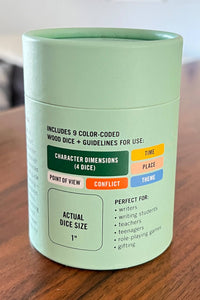 INCLUDES 9 COLOR-CODED
WOOD DICE + GUIDELINES FOR USE:
CHARACTER DIMENSIONS
(4 DICE)
TIME
PLACE
POINT OF VIEW
CONFLICT
THEME
ACTUAL
DICE SIZE
1"
PERFECT FOR:
• writers
• writing students
• teachers
• teenagers
• role-playing games
• gifting